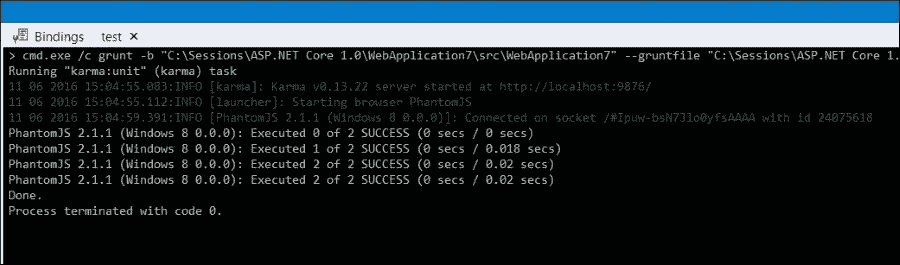 Bindings test ×
> cmd.exe /c grunt -b "C:\Sessions\ASP.NET Core 1.0\WebApplication7\src\WebApplication7" --gruntfile "C:\Sessions\ASP.NET Core 1.
Running "karma:unit" (karma) task
11 06 2016 15:04:55.083:INFO [karma]: Karma v0.13.22 server started at http://localhost:9876/
11 06 2016 15:04:55.112:INFO [launcher]: Starting browser PhantomJS
11 06 2016 15:04:59.391:INFO [PhantomJS 2.1.1 (Windows 8 0.0.0)]: Connected on socket with id 24075618
PhantomJS 2.1.1 (Windows 8 0.0.0): Executed 0 of 2 SUCCESS (0 secs / 0 secs)
PhantomJS 2.1.1 (Windows 8 0.0.0): Executed 1 of 2 SUCCESS (0 secs / 0.018 secs)
PhantomJS 2.1.1 (Windows 8 0.0.0): Executed 2 of 2 SUCCESS (0 secs / 0.02 secs)
PhantomJS 2.1.1 (Windows 8 0.0.0): Executed 2 of 2 SUCCESS (0 secs / 0.02 secs)
Done.
Process terminated with code 0.